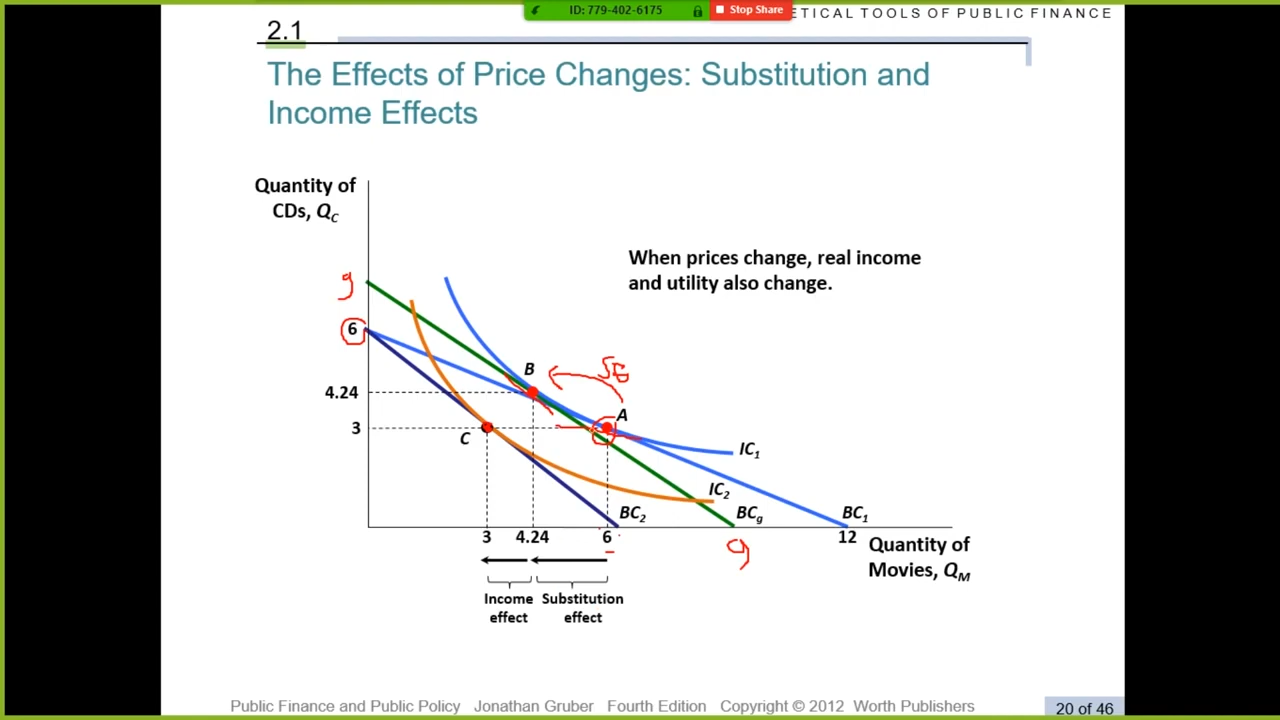 ID: 779-402-6175
Stop Share
ETICAL TOOLS OF PUBLIC FINANCE
2.1
The Effects of Price Changes: Substitution and
Income Effects
Quantity of
CDs, QC
When prices change, real income
and utility also change.
9
6
SE
B
4.24
A
3
C
IC1
IC2
BC2
BCg
BC1
3
4.24
6
12
9
Quantity of
Movies, QM
Income
effect
Substitution
effect
Public Finance and Public Policy Jonathan Gruber Fourth Edition Copyright © 2012 Worth Publishers
20 of 46